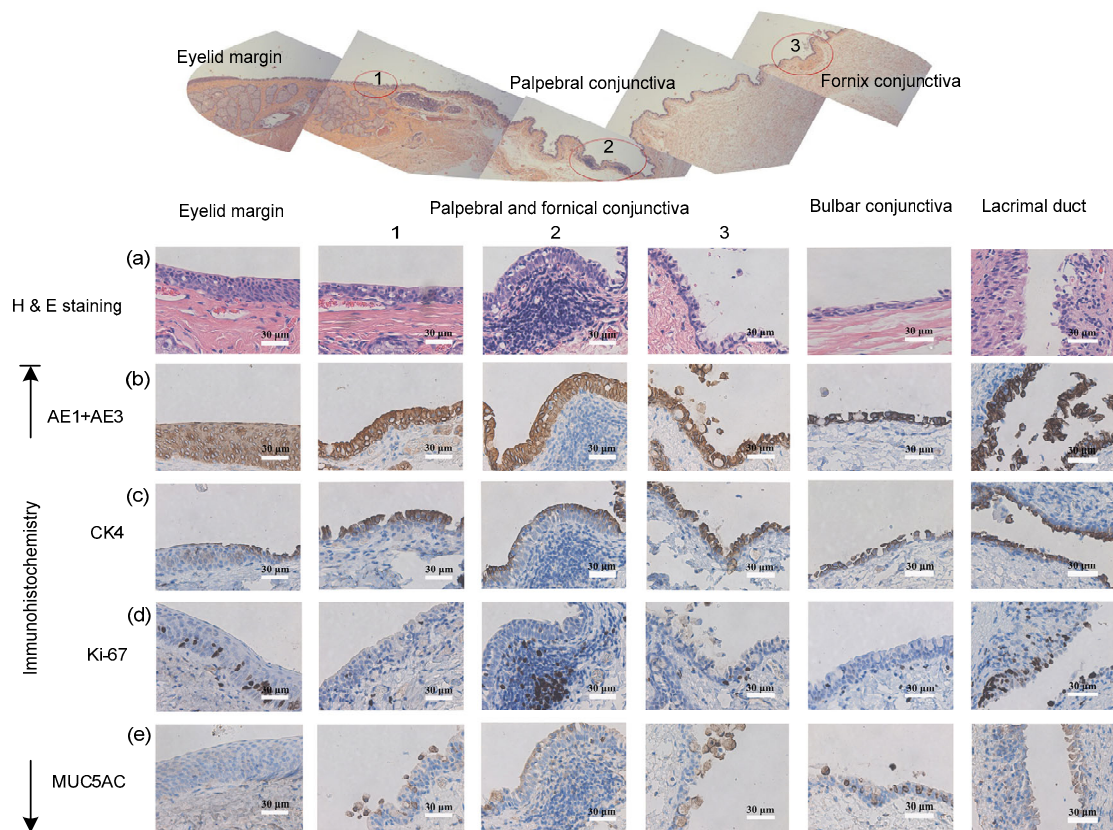 Eyelid margin
1
Palpebral conjunctiva
2
3
Fornix conjunctiva
Eyelid margin
Palpebral and fornical conjunctiva
Bulbar conjunctiva
Lacrimal duct
1
2
3
(a)
H & E staining
30 μm
30 μm
30 μm
30 μm
30 μm
30 μm
Immunohistochemistry
(b)
AE1+AE3
30 μm
30 μm
30 μm
30 μm
30 μm
30 μm
(c)
CK4
30 μm
30 μm
30 μm
30 μm
30 μm
30 μm
(d)
Ki-67
30 μm
30 μm
30 μm
30 μm
30 μm
30 μm
(e)
MUC5AC
30 μm
30 μm
30 μm
30 μm
30 μm
30 μm